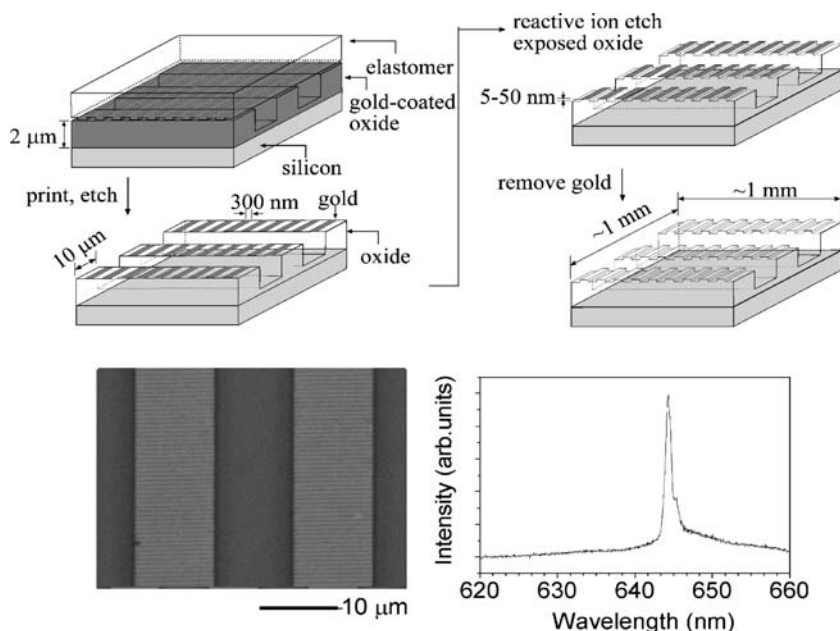 elastomer
gold-coated
oxide
2 μm
silicon
print, etch
300 nm
gold
10 μm
oxide
reactive ion etch
exposed oxide
5-50 nm
remove gold
~1 mm
~1 mm
10 μm
Intensity (arb.units)
620 630 640 650 660
Wavelength (nm)